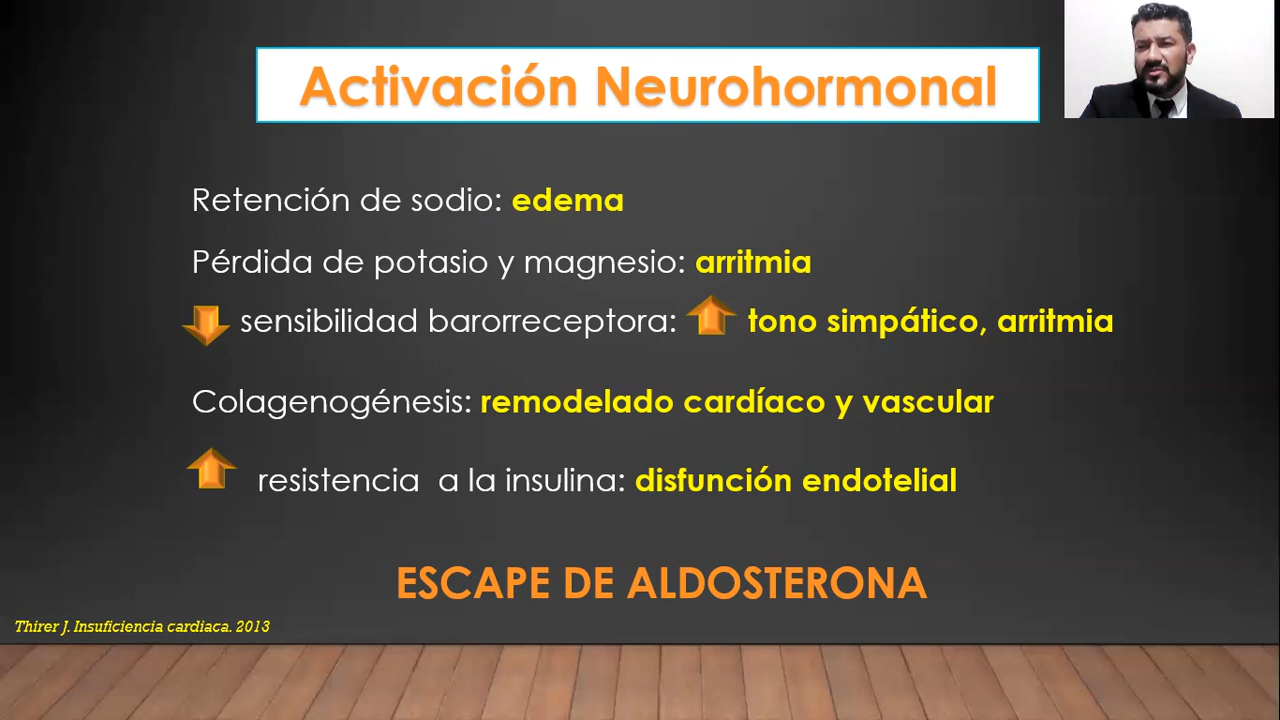 Activación Neurohormonal
Retención de sodio: edema
Pérdida de potasio y magnesio: arritmia
sensibilidad barorreceptora: tono simpático, arritmia
Colagenogénesis: remodelado cardíaco y vascular
resistencia a la insulina: disfunción endotelial
ESCAPE DE ALDOSTERONA
Thirer J. Insuficiencia cardiaca. 2013